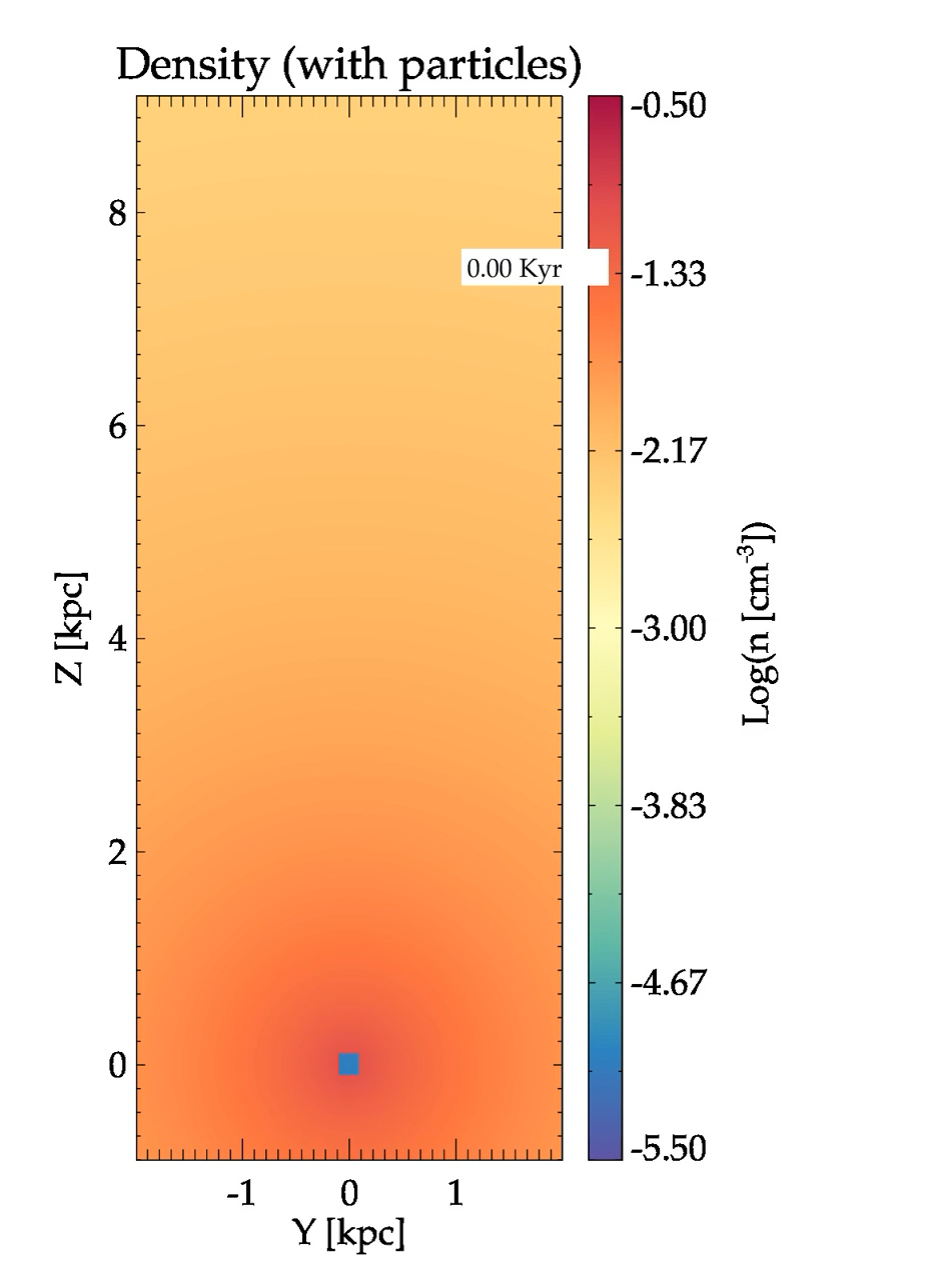 Density (with particles)
-0.50
8
0.00 Kyr
-1.33
6
-2.17
Z [kpc]
4
-3.00
Log(n [cm⁻³])
-3.83
2
-4.67
0
-5.50
-1 0 1
Y [kpc]